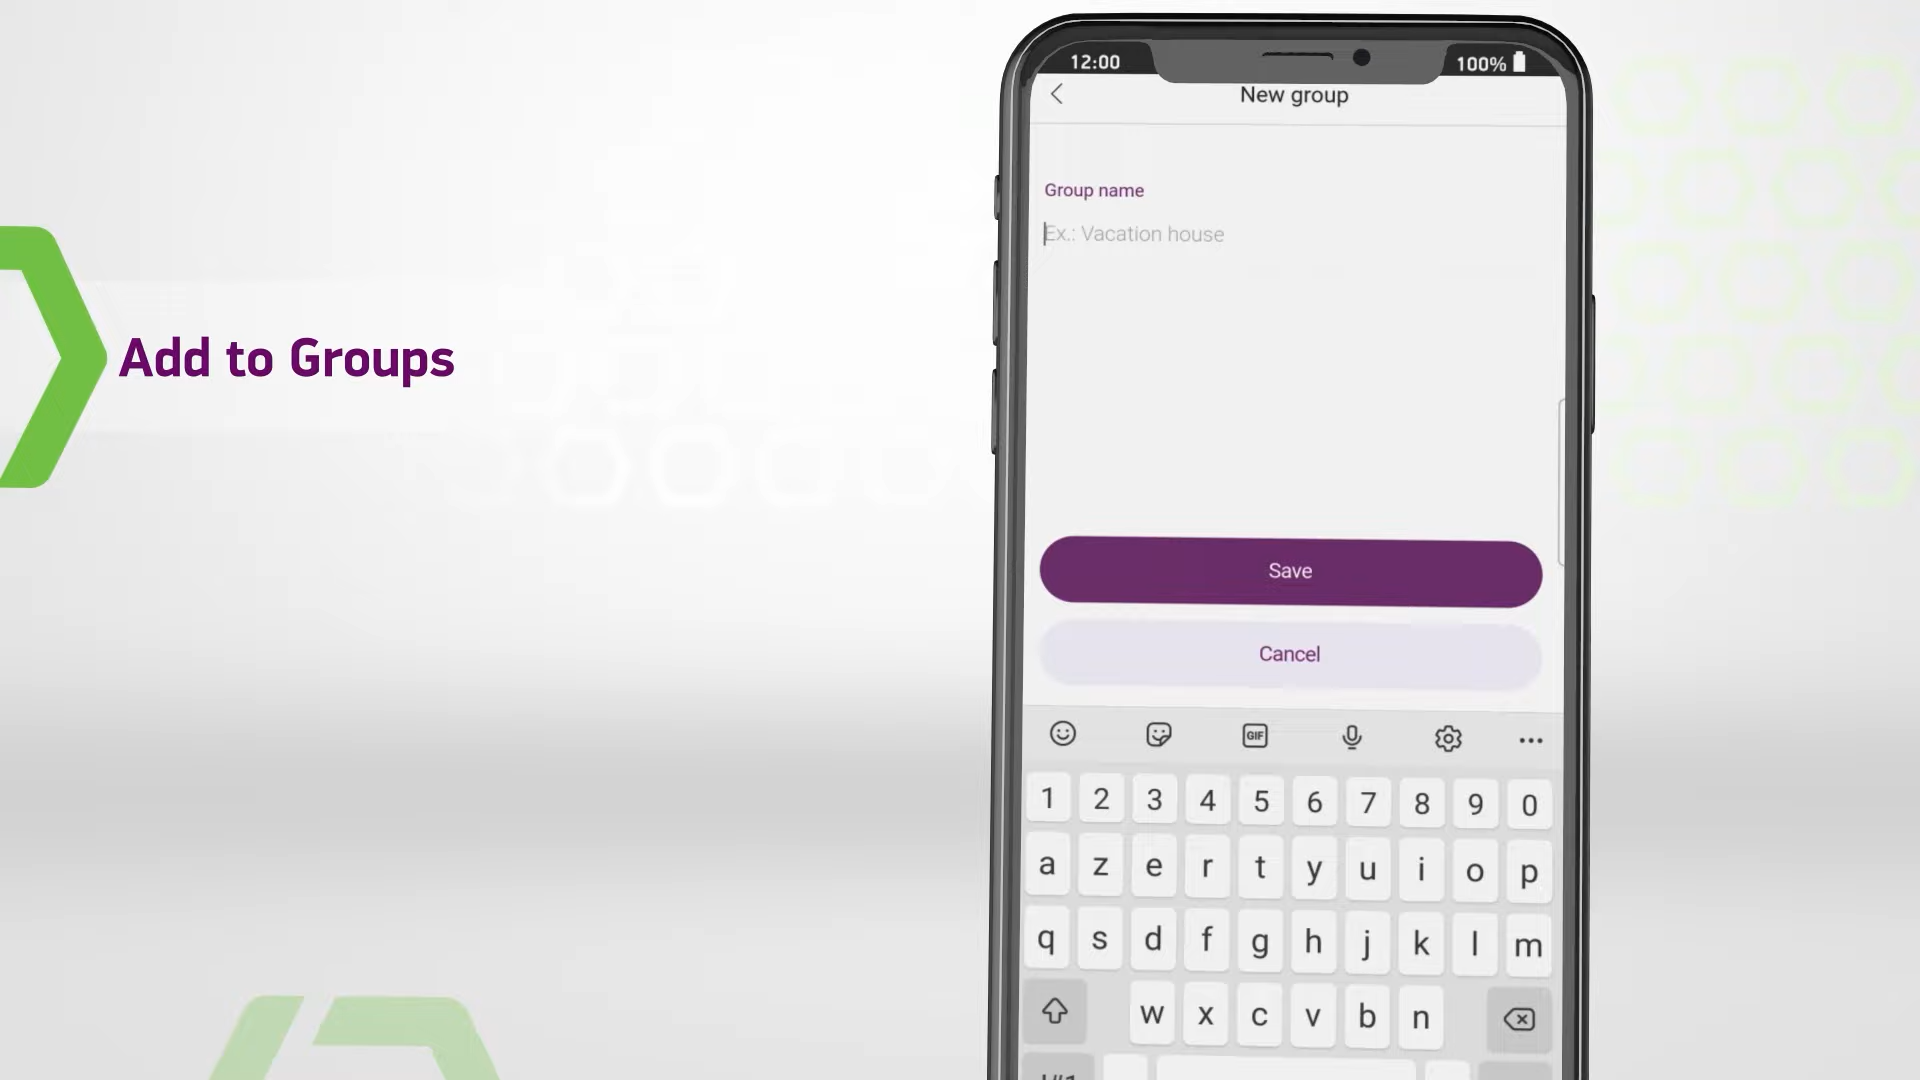 12:00
100%
New group
Group name
Ex.: Vacation house
Add to Groups
Save
Cancel
GIF
1 2 3 4 5 6 7 8 9 0
a z e r t y u i o p
q s d f g h j k l m
w x c v b n